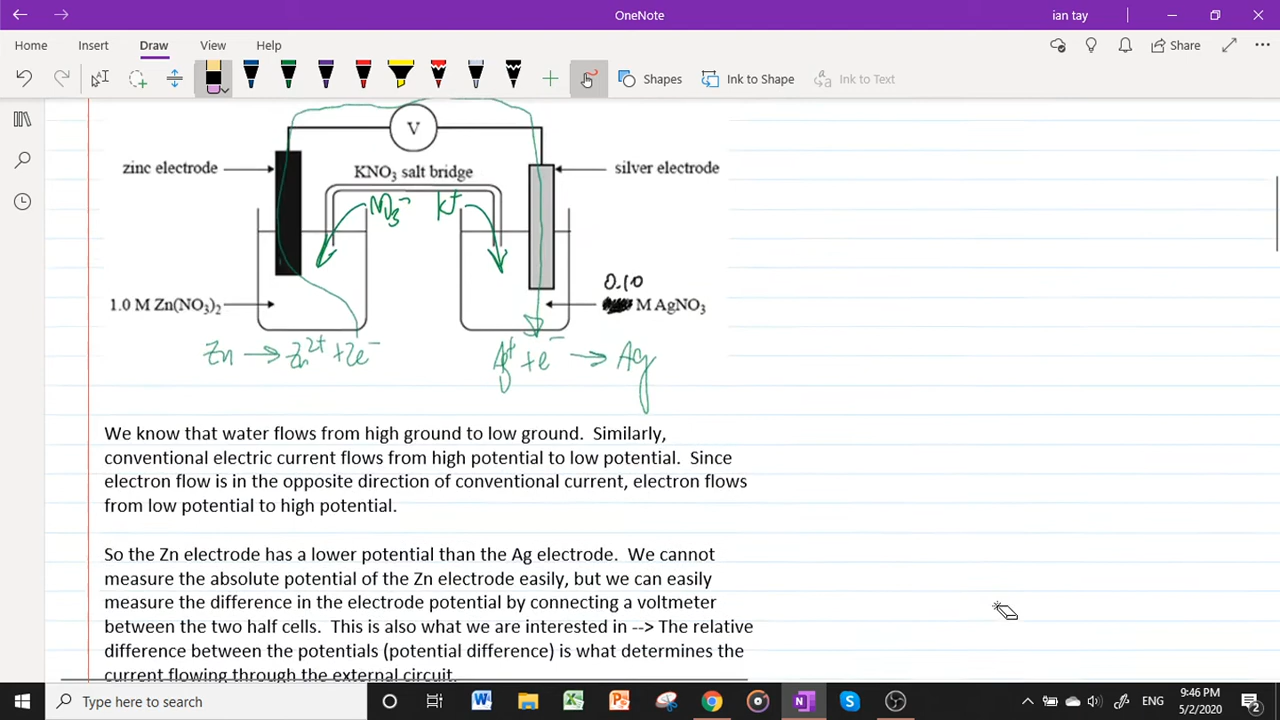 OneNote
ian tay
Home
Insert
Draw
View
Help
Share
Shapes
Ink to Shape
Ink to Text
V
zinc electrode
KNO₃ salt bridge
silver electrode
NO₃⁻
K⁺
0.10
1.0 M Zn(NO₃)₂
M AgNO₃
Zn → Zn²⁺ + 2e⁻
Ag⁺ + e⁻ → Ag
We know that water flows from high ground to low ground. Similarly,
conventional electric current flows from high potential to low potential. Since
electron flow is in the opposite direction of conventional current, electron flows
from low potential to high potential.
So the Zn electrode has a lower potential than the Ag electrode. We cannot
measure the absolute potential of the Zn electrode easily, but we can easily
measure the difference in the electrode potential by connecting a voltmeter
between the two half cells. This is also what we are interested in --> The relative
difference between the potentials (potential difference) is what determines the
current flowing through the external circuit.
Type here to search
ENG
9:46 PM
5/2/2020
2